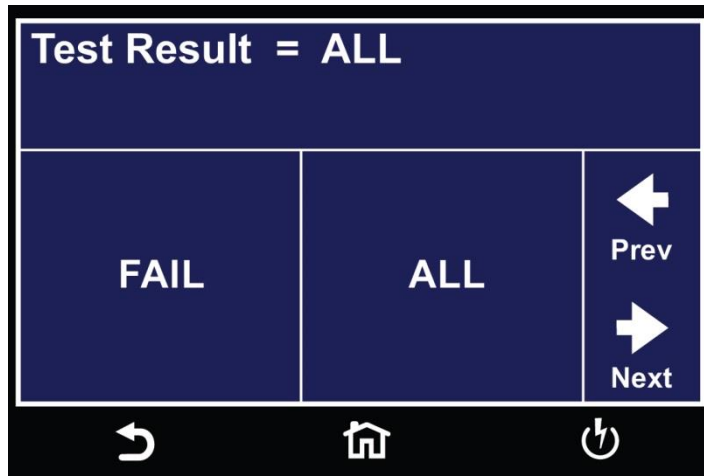 Test Result = ALL
FAIL
ALL
Prev
Next